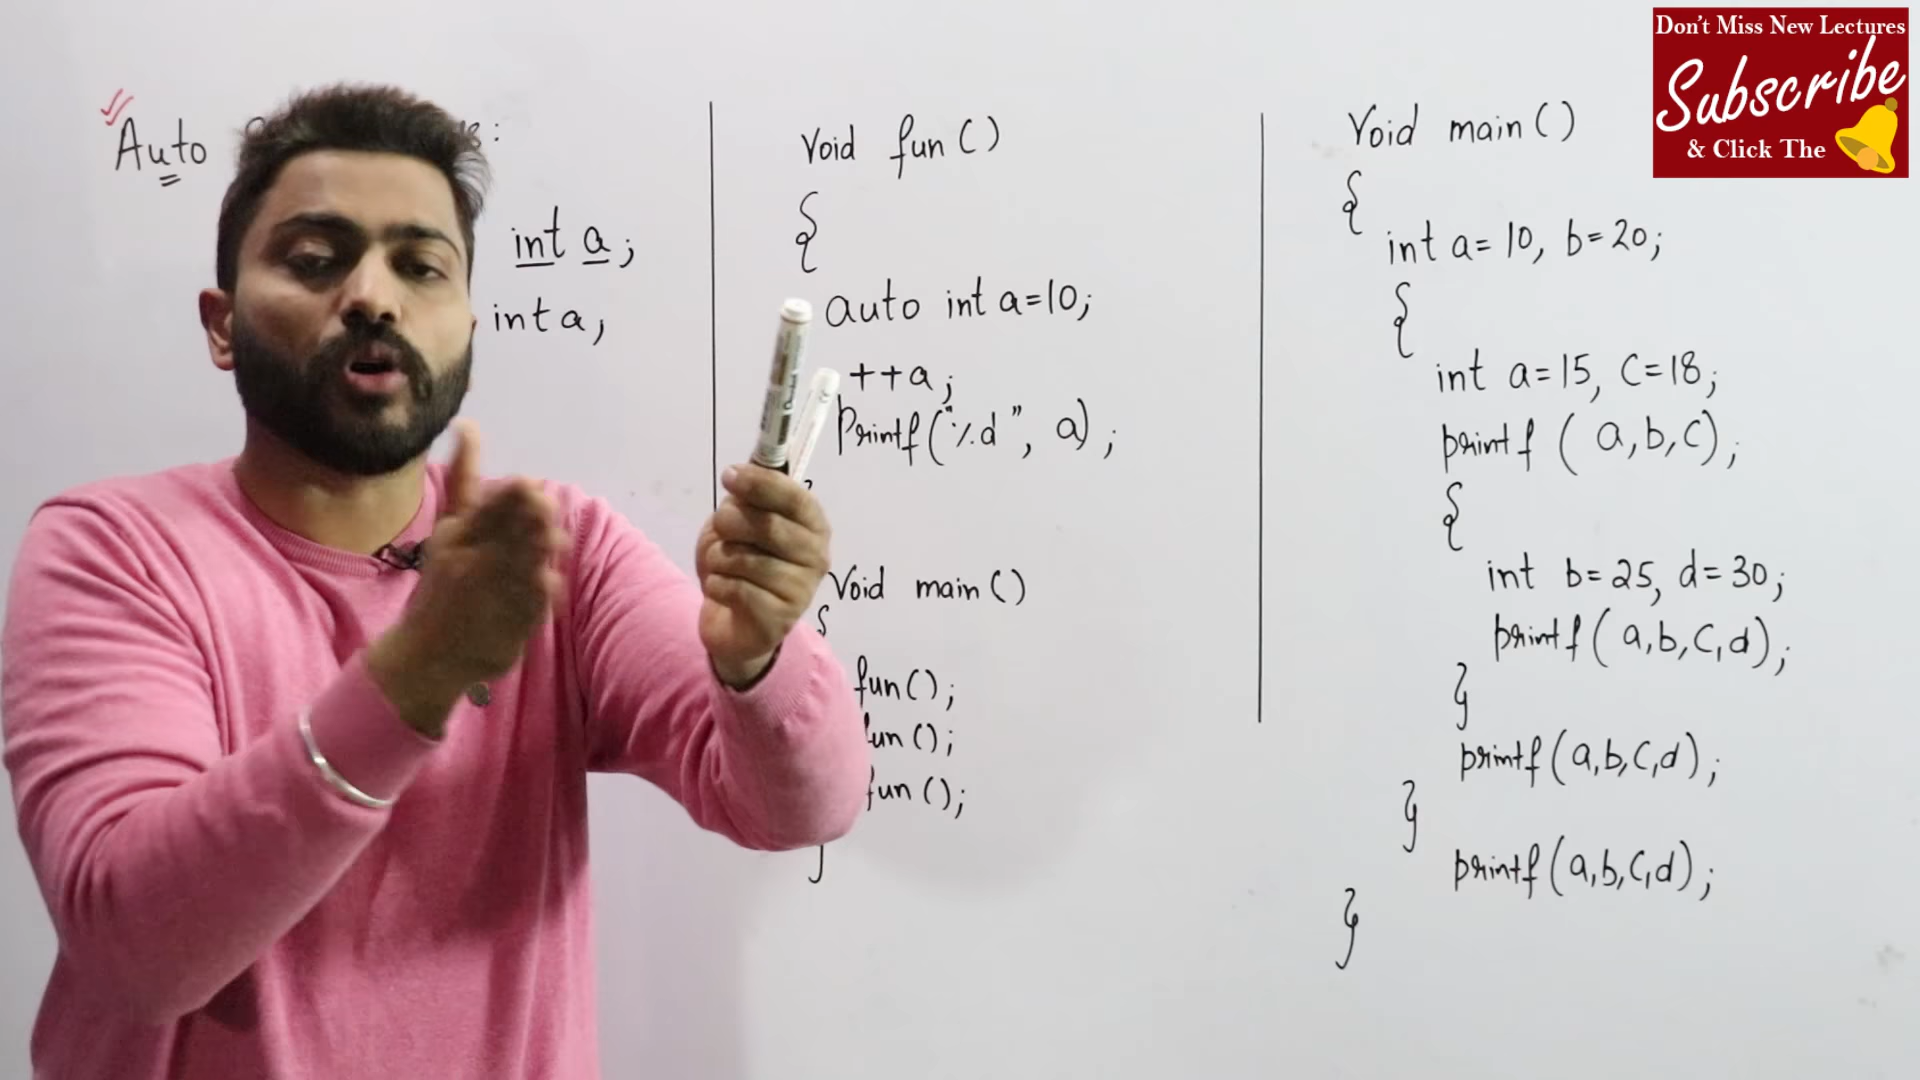 Auto
int a;
int a;
Void fun()
{
auto int a=10;
++a;
Printf("%d", a);
Void main()
{
fun();
fun();
fun();
}
Void main()
{
int a=10, b=20;
{
int a=15, C=18;
printf(a,b,C);
{
int b=25, d=30;
printf(a,b,C,d);
}
printf(a,b,C,d);
}
printf(a,b,C,d);
}
Don't Miss New Lectures
Subscribe
& Click The